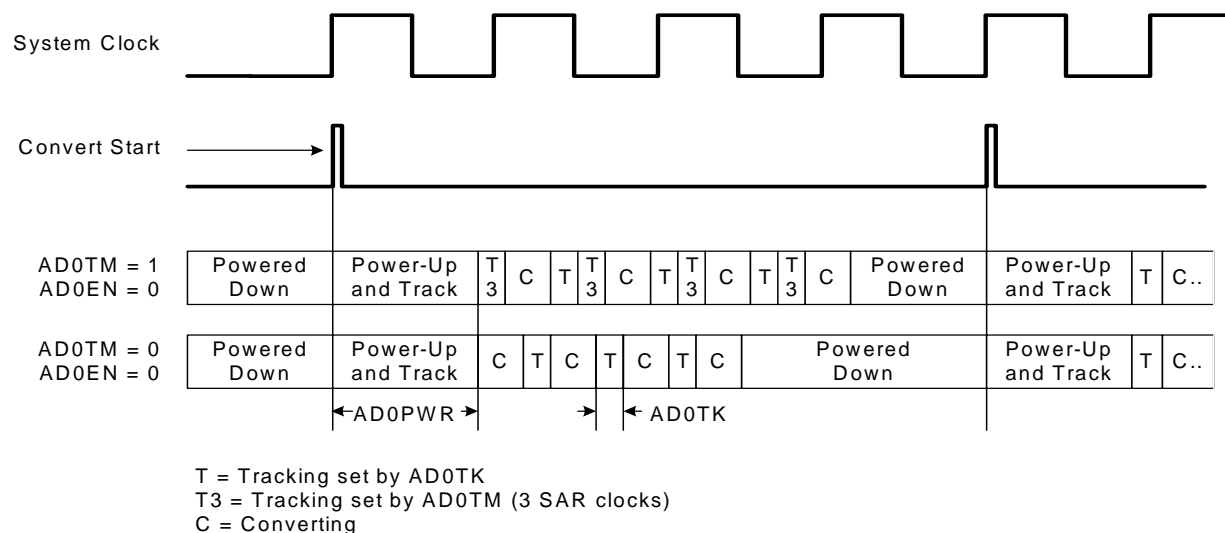 System Clock
Convert Start
AD0TM = 1
AD0EN = 0
Powered
Down
Power-Up
and Track
T
3
C
T
T
3
C
T
T
3
C
T
T
3
C
Powered
Down
Power-Up
and Track
T
C..
AD0TM = 0
AD0EN = 0
Powered
Down
Power-Up
and Track
C
T
C
T
C
T
C
Powered
Down
Power-Up
and Track
T
C..
AD0PWR
AD0TK
T = Tracking set by AD0TK
T3 = Tracking set by AD0TM (3 SAR clocks)
C = Converting